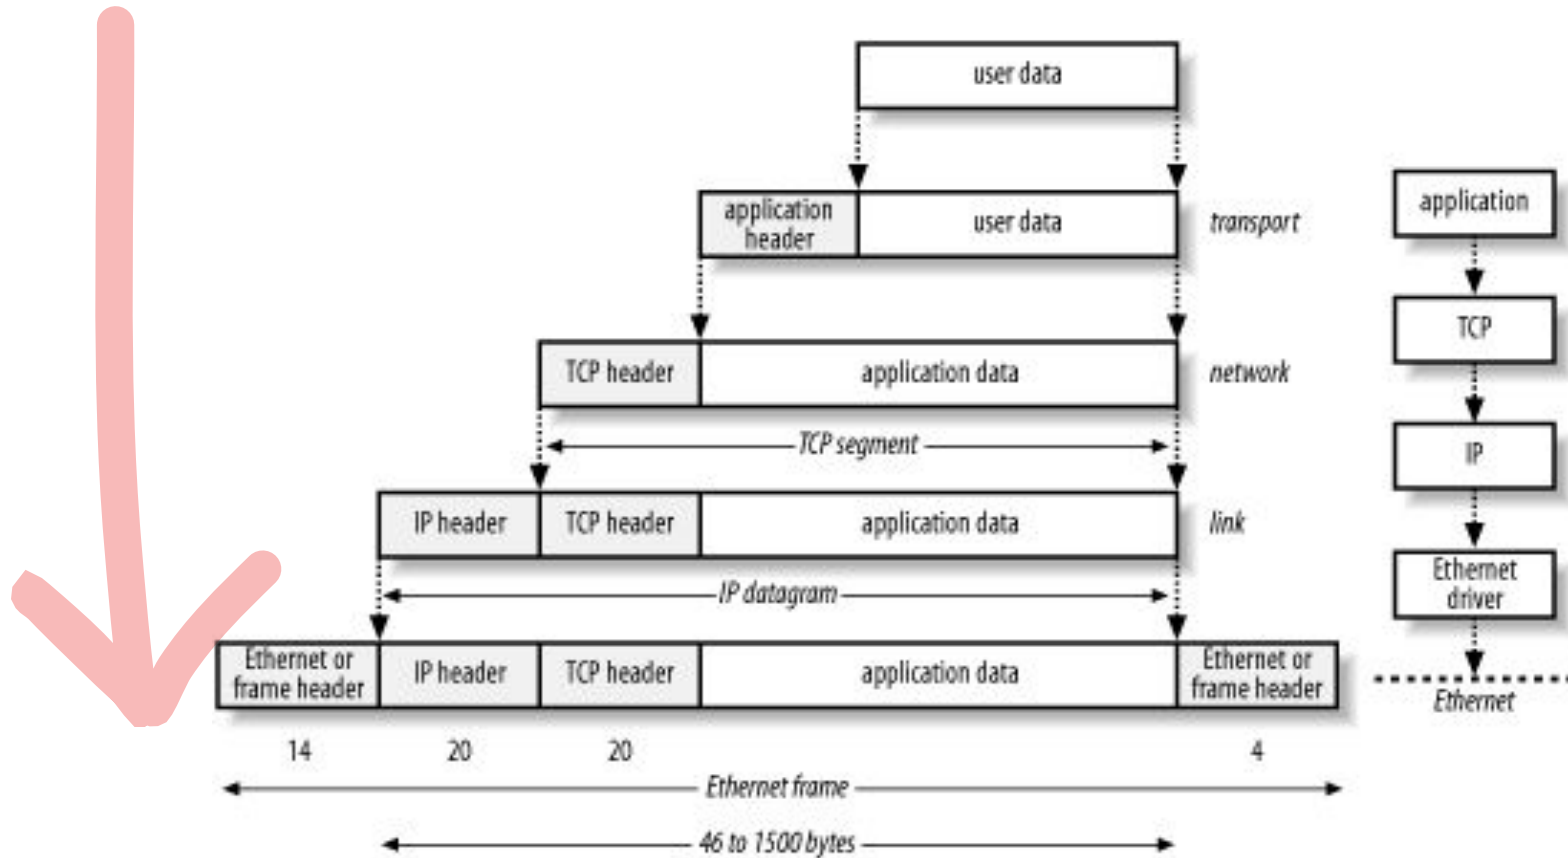 user data
application
header
user data
transport
application
TCP header
application data
network
TCP
TCP segment
IP header
TCP header
application data
link
IP
IP datagram
Ethernet
driver
Ethernet or
frame header
IP header
TCP header
application data
Ethernet or
frame header
Ethernet
14
20
20
4
Ethernet frame
46 to 1500 bytes